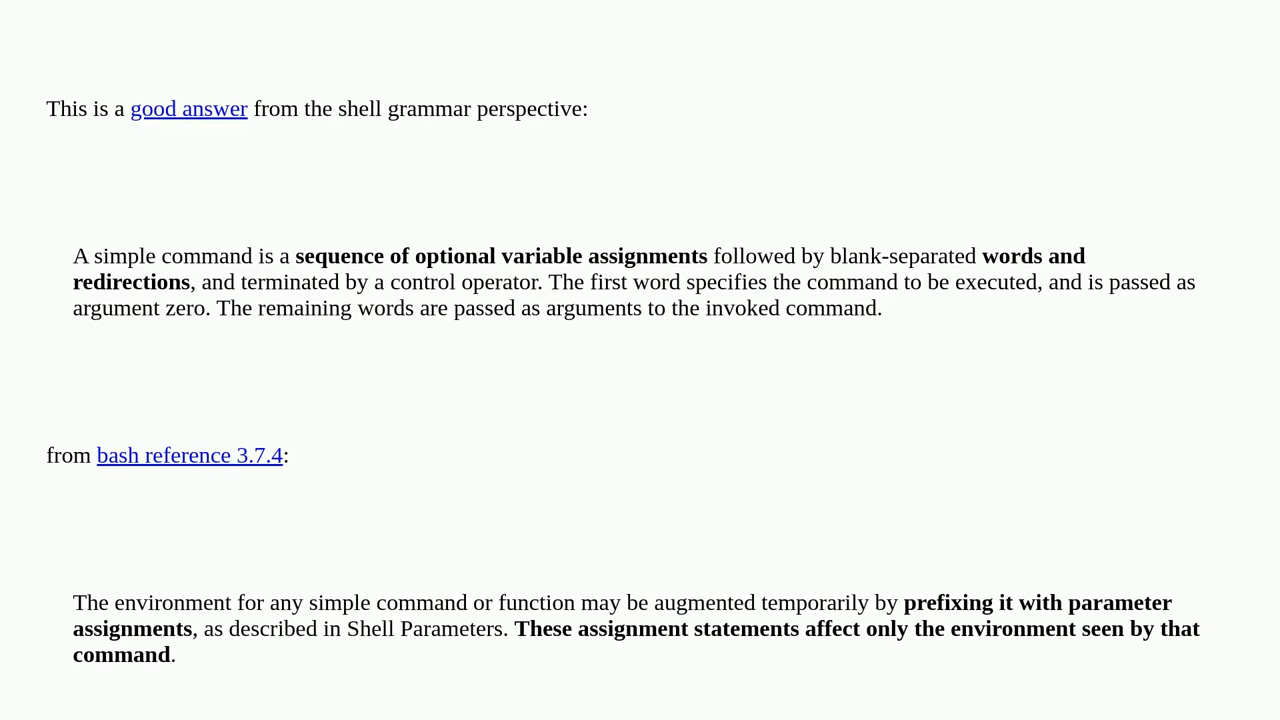 This is a good answer from the shell grammar perspective:
A simple command is a sequence of optional variable assignments followed by blank-separated words and
redirections, and terminated by a control operator. The first word specifies the command to be executed, and is passed as
argument zero. The remaining words are passed as arguments to the invoked command.
from bash reference 3.7.4:
The environment for any simple command or function may be augmented temporarily by prefixing it with parameter
assignments, as described in Shell Parameters. These assignment statements affect only the environment seen by that
command.